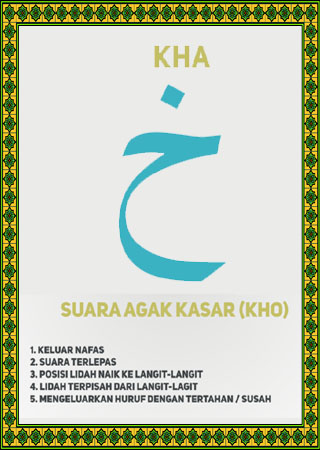 KHA
خ
SUARA AGAK KASAR (KHO)
1. KELUAR NAFAS
2. SUARA TERLEPAS
3. POSISI LIDAH NAIK KE LANGIT-LANGIT
4. LIDAH TERPISAH DARI LANGIT-LAGIT
5. MENGELUARKAN HURUF DENGAN TERTAHAN / SUSAH